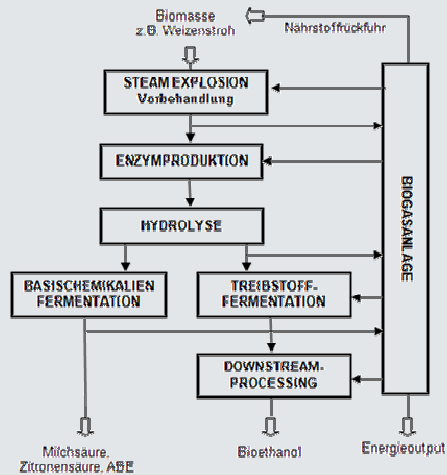 Biomasse
z.B. Weizenstroh
Nährstoffrückfuhr
STEAM EXPLOSION
Vorbehandlung
ENZYMPRODUKTION
HYDROLYSE
BIOGASANLAGE
BASISCHEMIKALIEN
FERMENTATION
TREIBSTOFF-
FERMENTATION
DOWNSTREAM-
PROCESSING
Milchsäure,
Zitronensäure, ABE
Bioethanol
Energieoutput